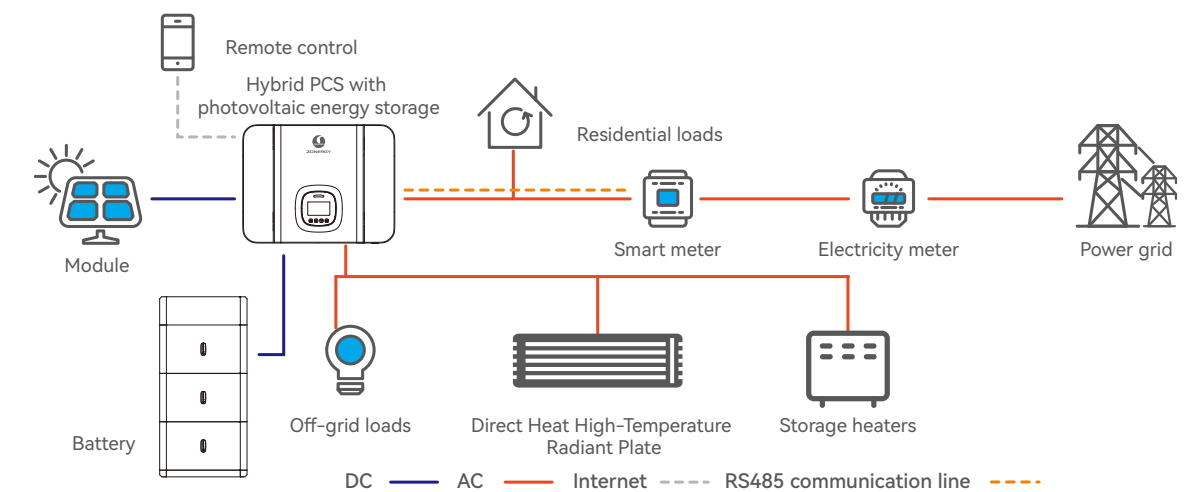 Remote control
Hybrid PCS with
photovoltaic energy storage
ZONERGY
Residential loads
Module
Smart meter
Electricity meter
Power grid
Battery
Off-grid loads
Direct Heat High-Temperature
Radiant Plate
Storage heaters
DC
AC
Internet
RS485 communication line